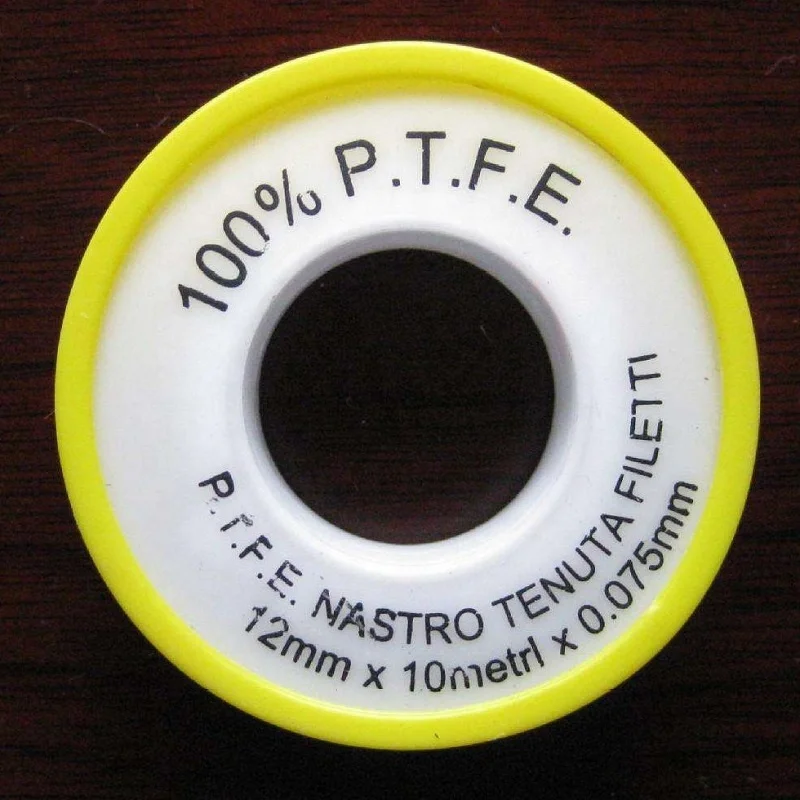 100% P.T.F.E.
P.T.F.E. NASTRO TENUTA FILETTI
12mm x 10metri x 0.075mm